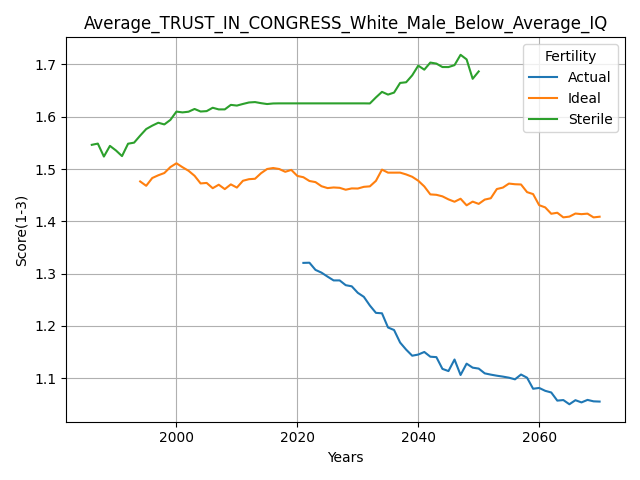 Average_TRUST_IN_CONGRESS_White_Male_Below_Average_IQ
Fertility
Actual
Ideal
Sterile
Score(1-3)
1.7
1.6
1.5
1.4
1.3
1.2
1.1
2000
2020
2040
2060
Years